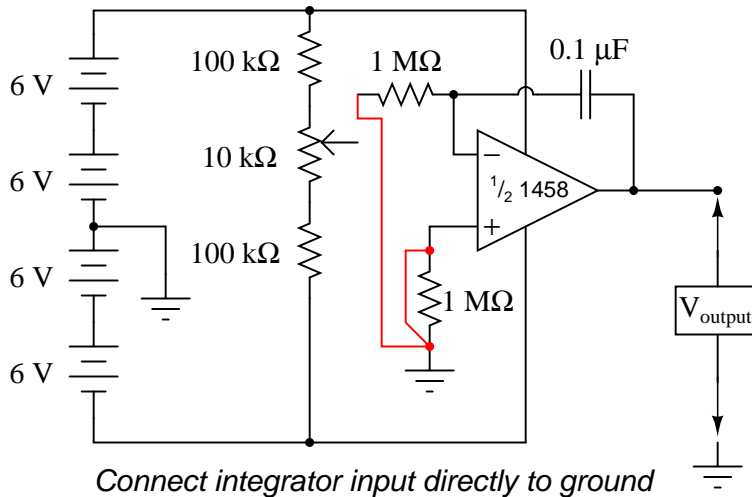 100 kΩ
1 MΩ
0.1 μF
6 V
6 V
10 kΩ
−
1/2 1458
+
100 kΩ
6 V
1 MΩ
Voutput
6 V
Connect integrator input directly to ground